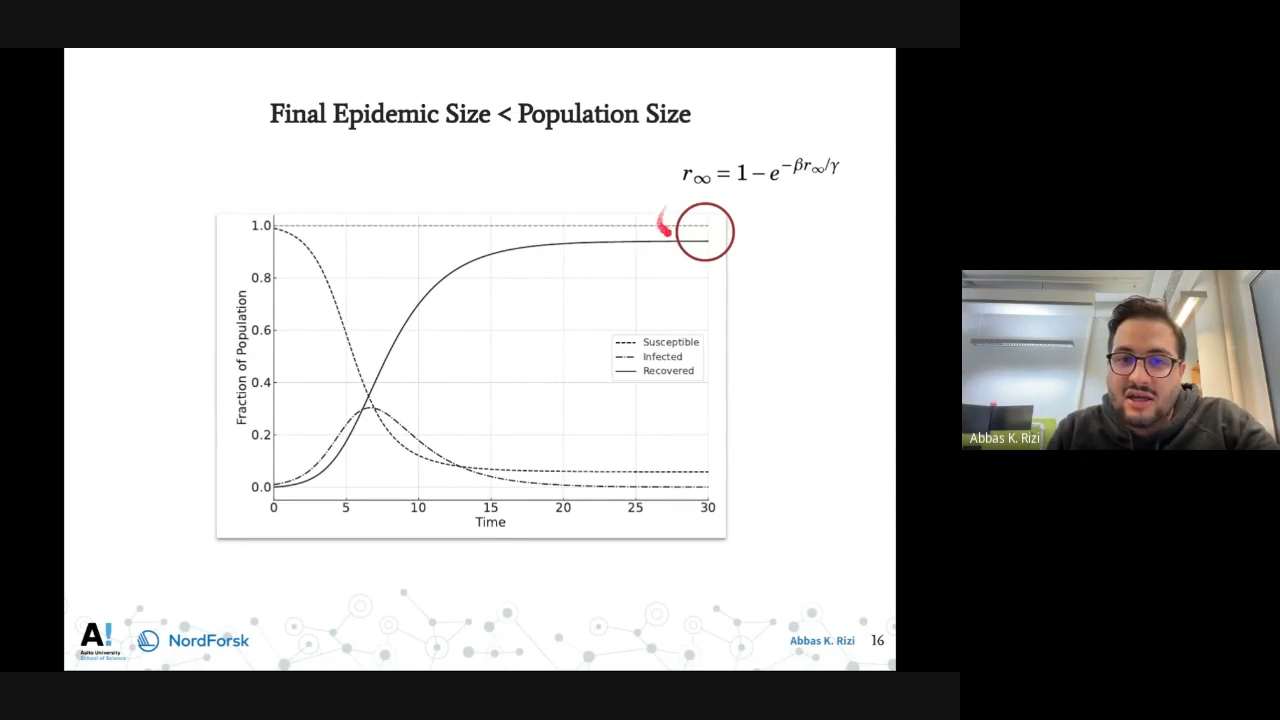 Final Epidemic Size < Population Size
r∞ = 1 − e^−βr∞/γ
1.0
0.8
0.6
0.4
0.2
0.0
Fraction of Population
Susceptible
Infected
Recovered
0 5 10 15 20 25 30
Time
Abbas K. Rizi
A!
Aalto University
School of Science
NordForsk
Abbas K. Rizi 16